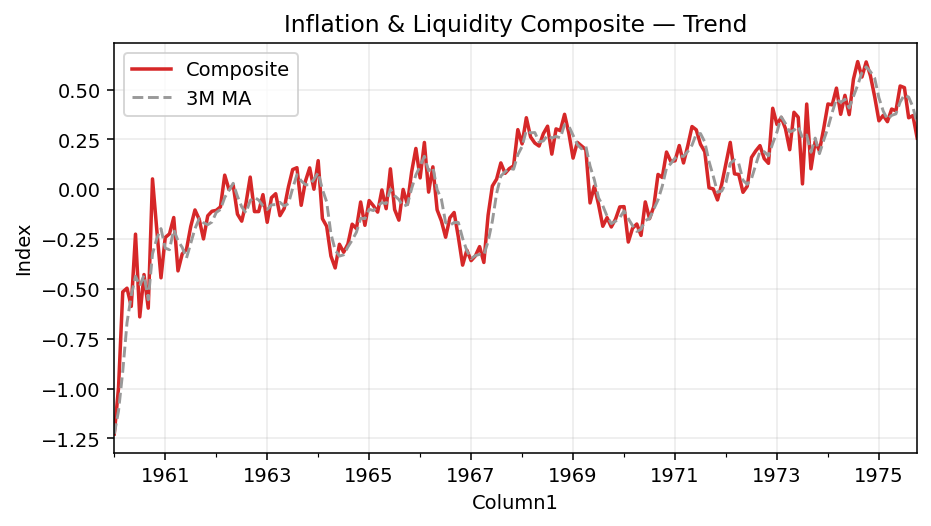 Inflation & Liquidity Composite — Trend
Composite
3M MA
Index
0.50
0.25
0.00
−0.25
−0.50
−0.75
−1.00
−1.25
1961 1963 1965 1967 1969 1971 1973 1975
Column1